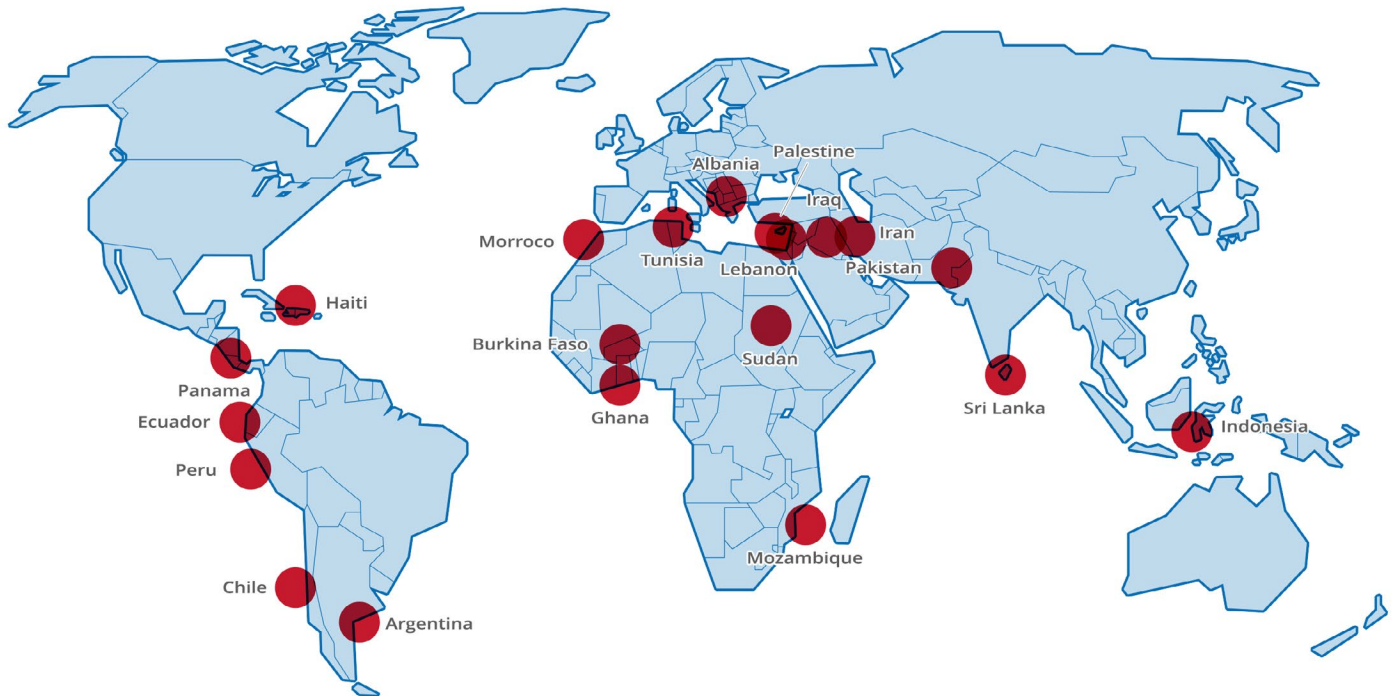 Palestine
Albania
Iraq
Morroco
Tunisia
Lebanon
Iran
Pakistan
Haiti
Burkina Faso
Sudan
Panama
Ghana
Sri Lanka
Ecuador
Indonesia
Peru
Mozambique
Chile
Argentina